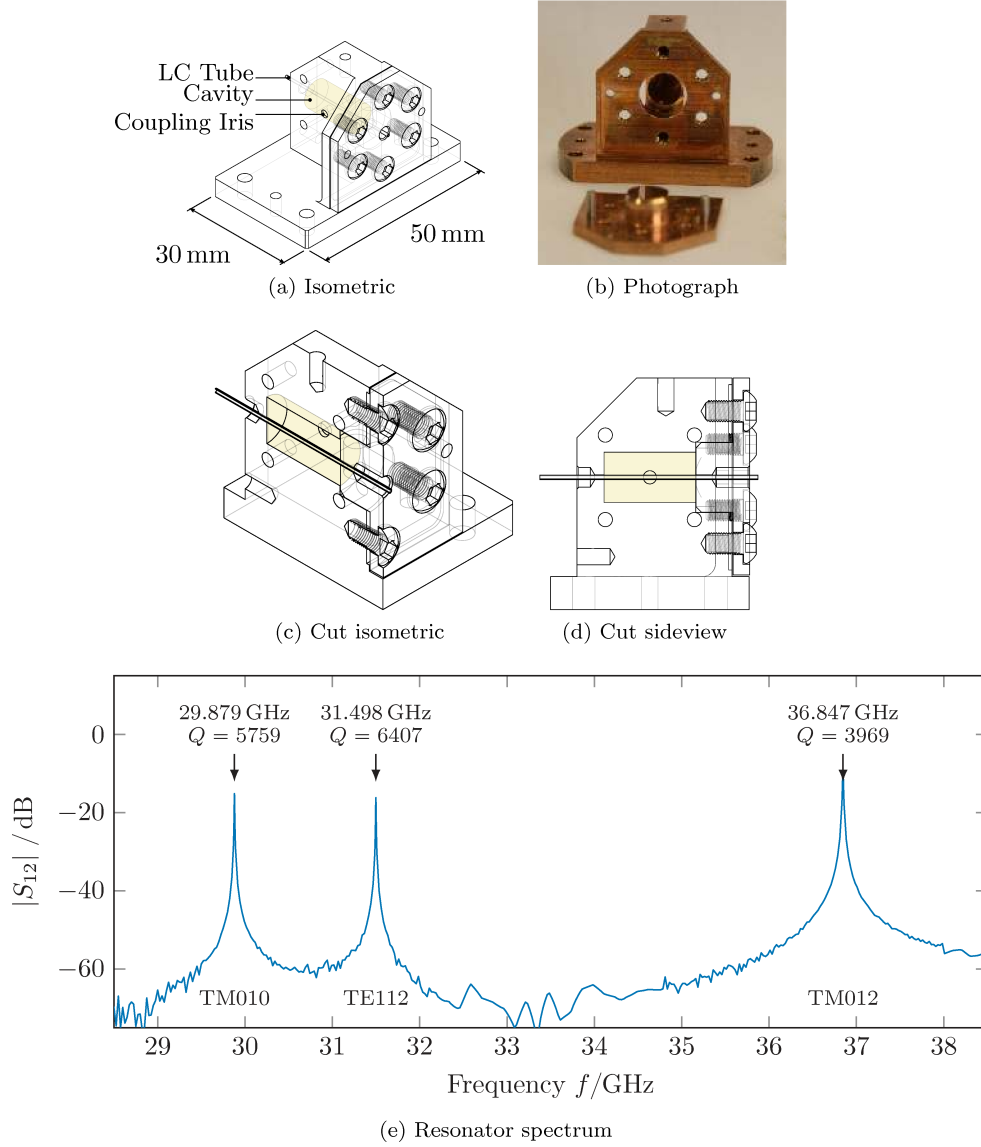 LC Tube
Cavity
Coupling Iris
30 mm
50 mm
(a) Isometric
(b) Photograph
(c) Cut isometric
(d) Cut sideview
29.879 GHz
Q = 5759
31.498 GHz
Q = 6407
36.847 GHz
Q = 3969
0
−20
−40
−60
|S₁₂| / dB
TM010
TE112
TM012
29 30 31 32 33 34 35 36 37 38
Frequency f/GHz
(e) Resonator spectrum